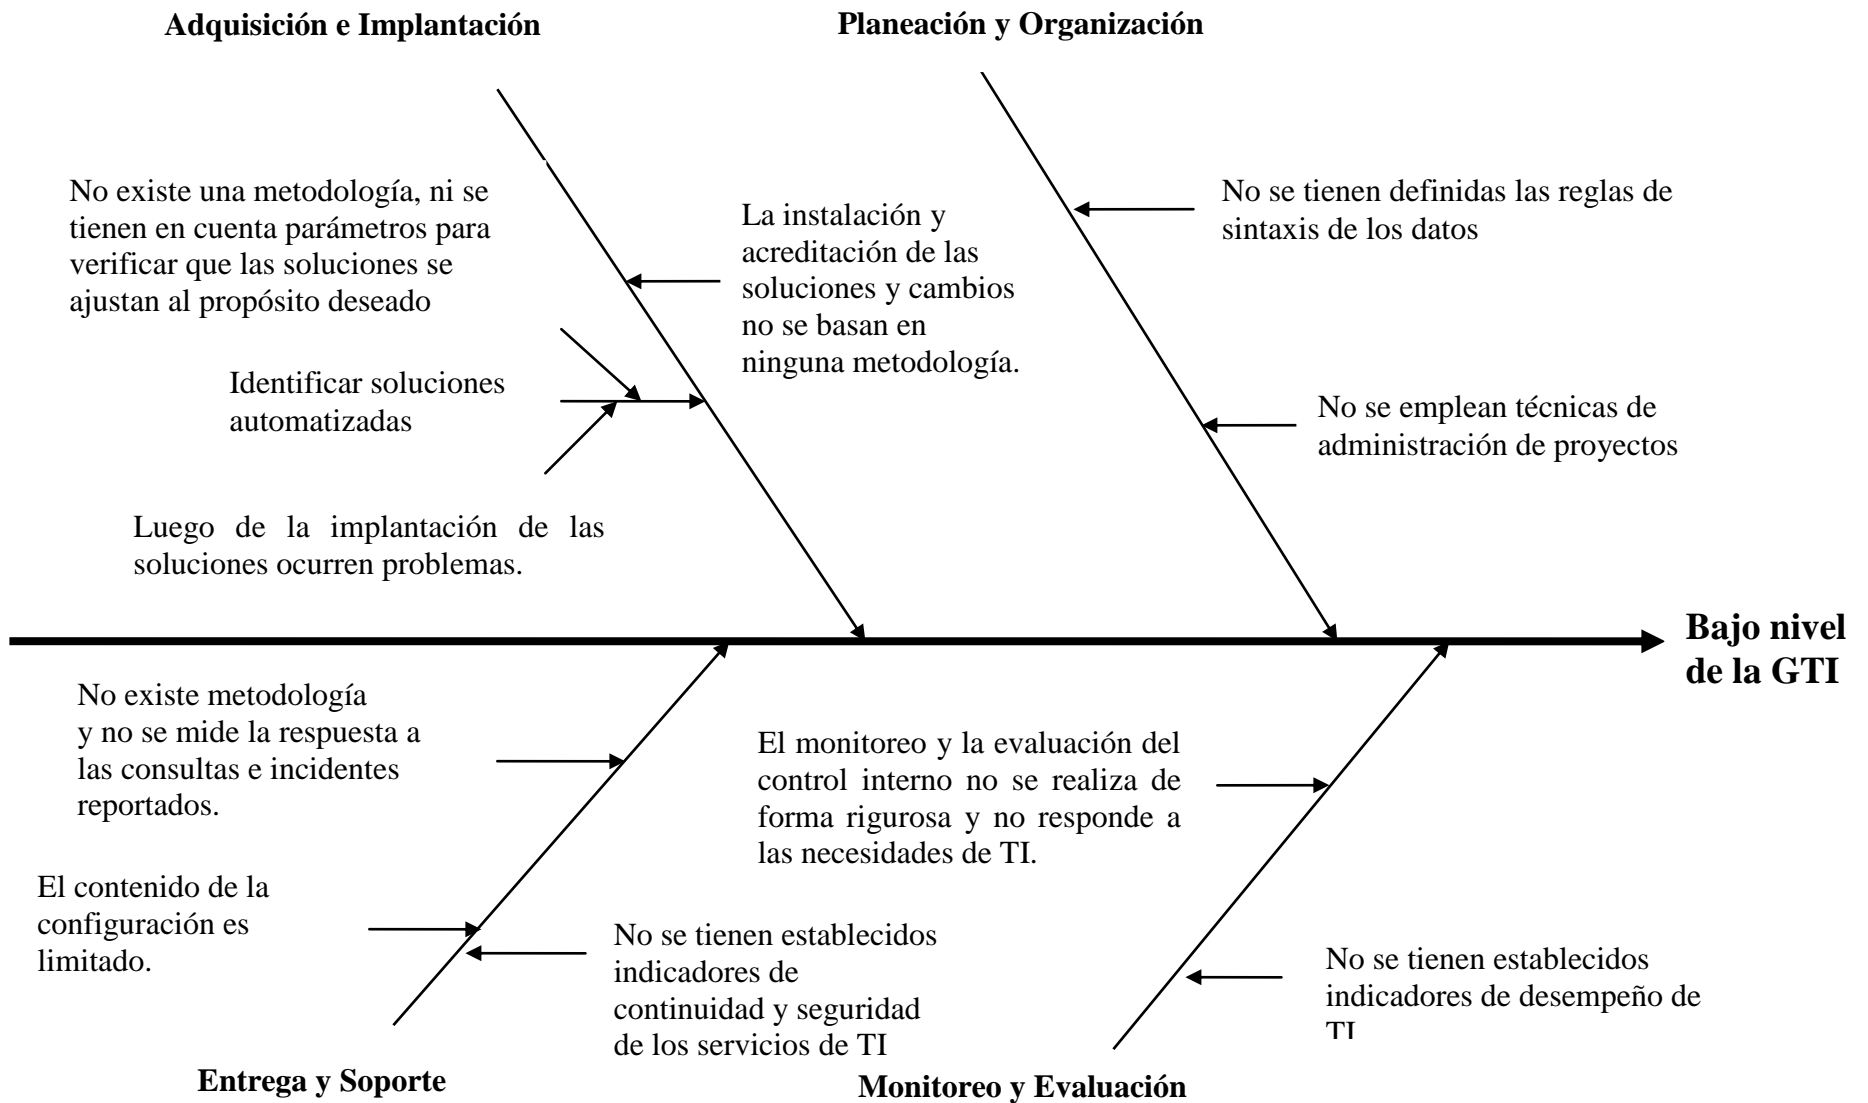 Adquisición e Implantación
Planeación y Organización
No existe una metodología, ni se
tienen en cuenta parámetros para
verificar que las soluciones se
ajustan al propósito deseado
La instalación y
acreditación de las
soluciones y cambios
no se basan en
ninguna metodología.
No se tienen definidas las reglas de
sintaxis de los datos
Identificar soluciones
automatizadas
No se emplean técnicas de
administración de proyectos
Luego de la implantación de las
soluciones ocurren problemas.
Bajo nivel
de la GTI
No existe metodología
y no se mide la respuesta a
las consultas e incidentes
reportados.
El monitoreo y la evaluación del
control interno no se realiza de
forma rigurosa y no responde a
las necesidades de TI.
El contenido de la
configuración es
limitado.
No se tienen establecidos
indicadores de
continuidad y seguridad
de los servicios de TI
No se tienen establecidos
indicadores de desempeño de
TI
Entrega y Soporte
Monitoreo y Evaluación